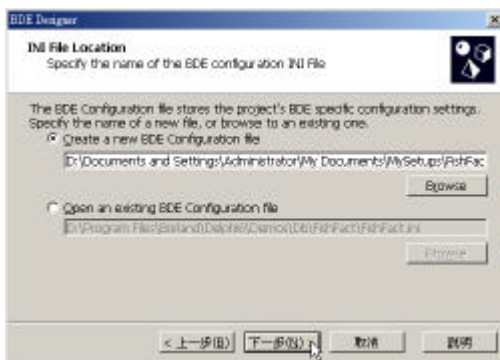 BDE Designer
INI File Location
Specify the name of the BDE configuration INI File
The BDE Configuration file stores the project's BDE specific configuration settings.
Specify the name of a new file, or browse to an existing one.
Create a new BDE Configuration file
D:\Documents and Settings\Administrator\My Documents\MySetups\FishFac
Browse
Open an existing BDE Configuration file
D:\Program Files\Borland\Delphi5\Demos\Db\FishFact\FishFact.ini
Browse
< 上一步(B)
下一步(N) >
取消
說明